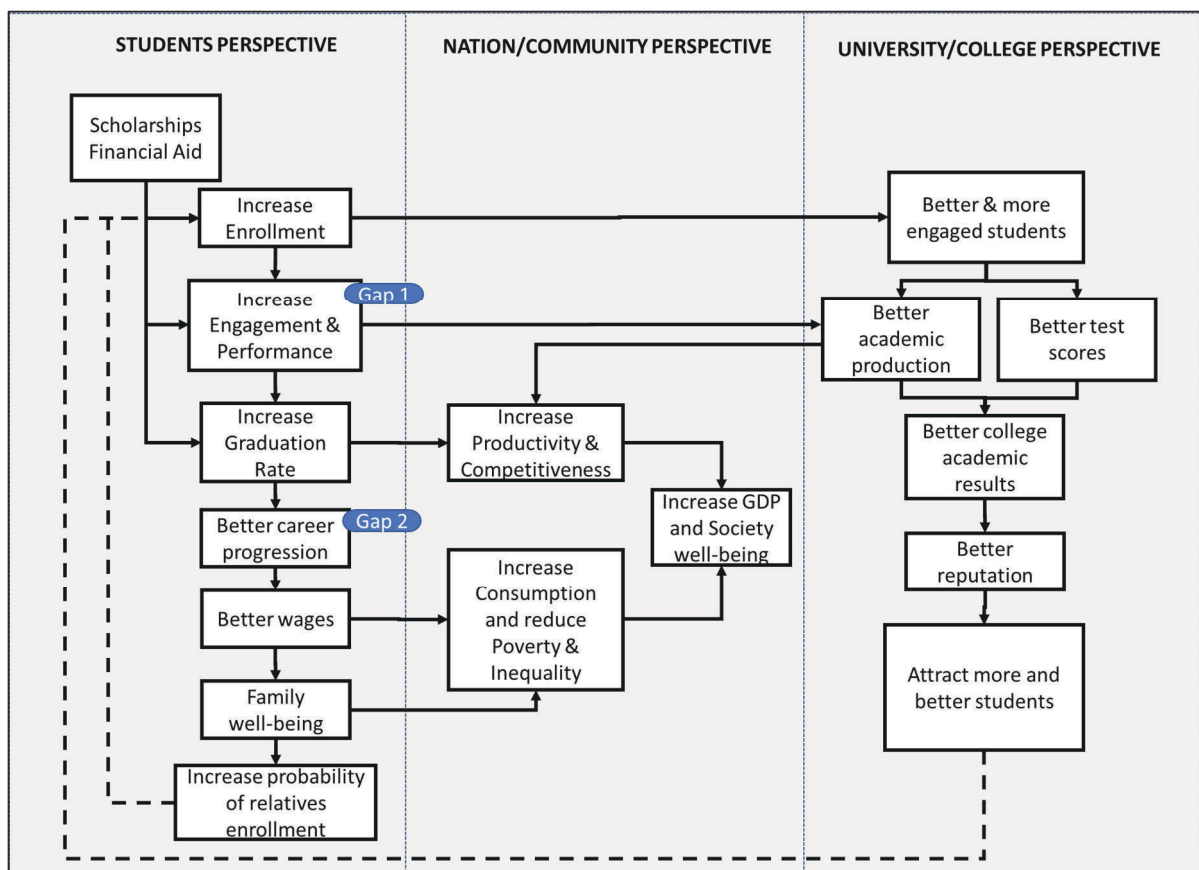 STUDENTS PERSPECTIVE
NATION/COMMUNITY PERSPECTIVE
UNIVERSITY/COLLEGE PERSPECTIVE
Scholarships
Financial Aid
Increase
Enrollment
Gap 1
Increase
Engagement &
Performance
Increase
Graduation
Rate
Gap 2
Better career
progression
Better wages
Family
well-being
Increase probability
of relatives
enrollment
Increase
Productivity &
Competitiveness
Increase GDP
and Society
well-being
Increase
Consumption
and reduce
Poverty &
Inequality
Better & more
engaged students
Better
academic
production
Better test
scores
Better college
academic
results
Better
reputation
Attract more and
better students